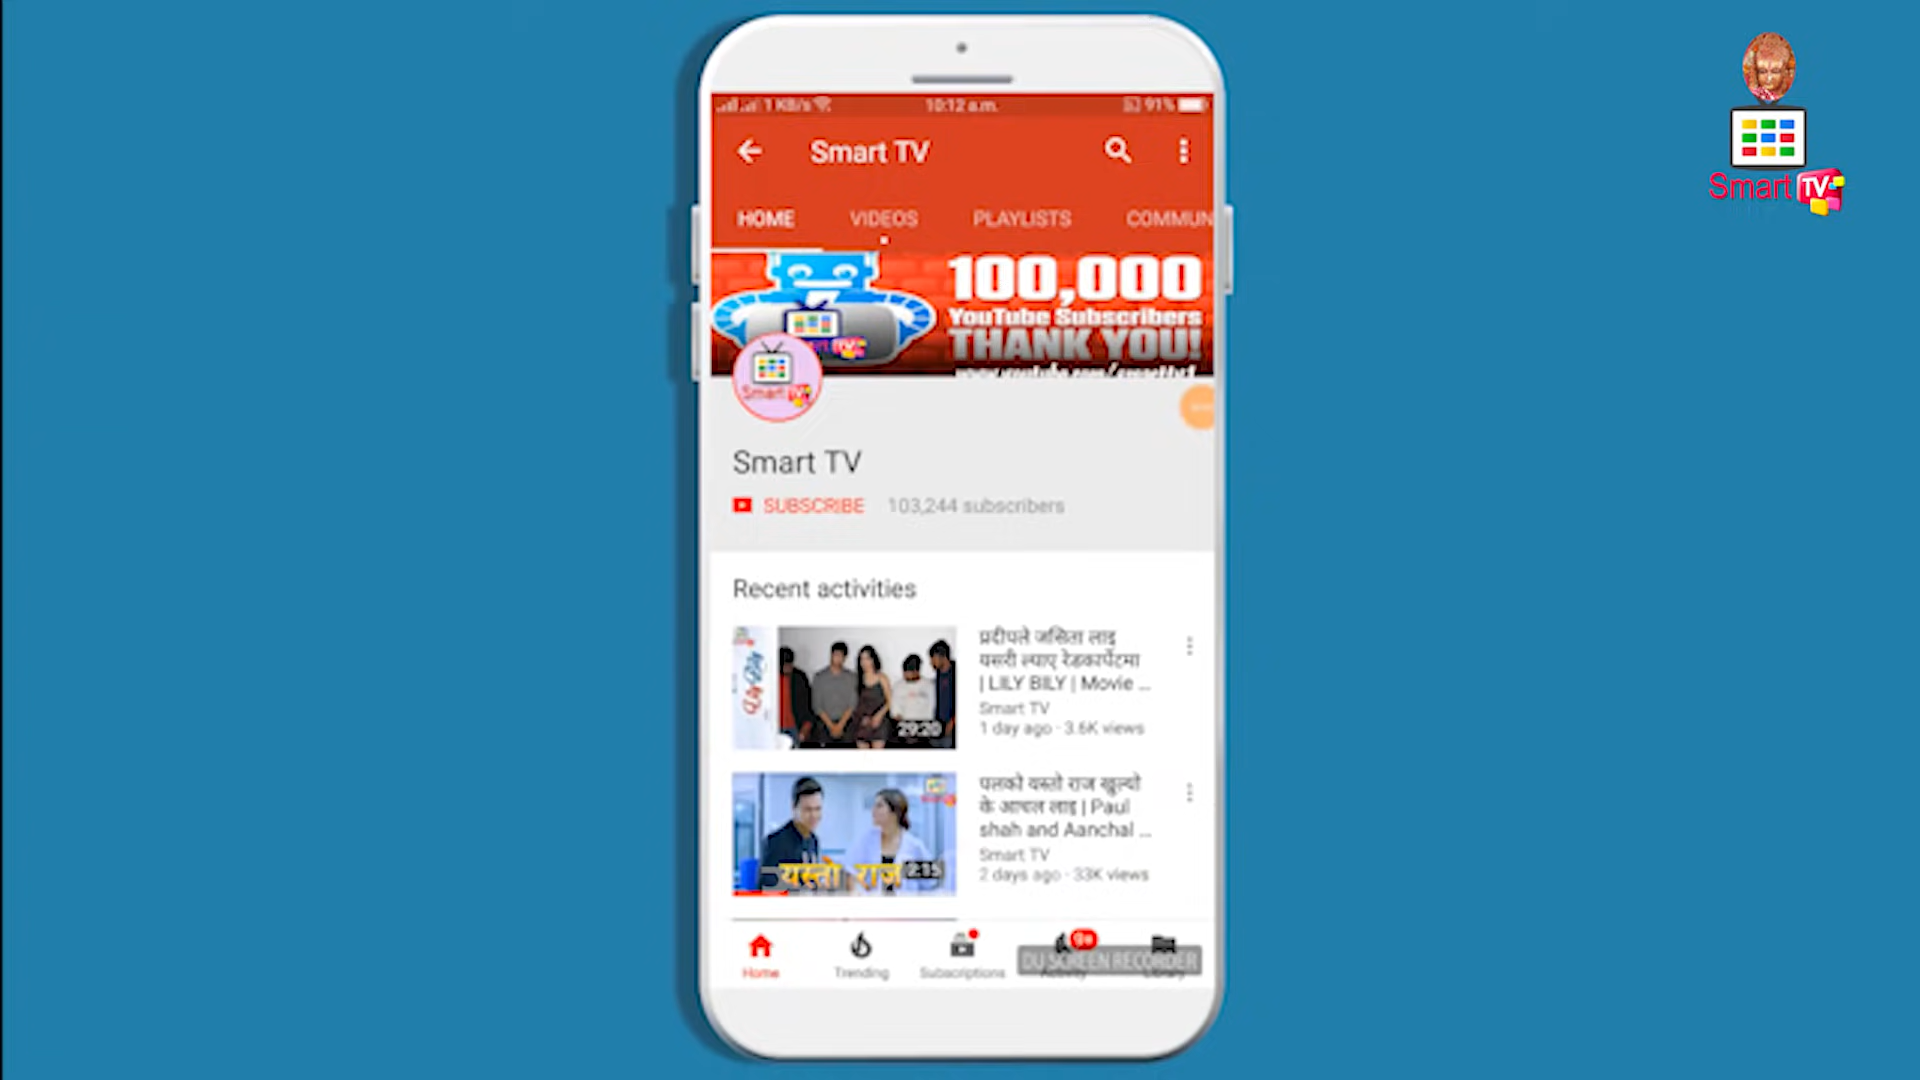 1 KB/s
10:12 a.m.
91%
Smart TV
HOME
VIDEOS
PLAYLISTS
COMMUN
100,000
YouTube Subscribers
THANK YOU!
Smart TV
Smart TV
SUBSCRIBE
103,244 subscribers
Recent activities
प्रदीपले जसिता लाइ
यसरी ल्याए रेडकार्पेटमा
| LILY BILY | Movie ...
Smart TV
1 day ago · 3.6K views
29:20
पलको यस्तो राज खुल्यो
के आचल लाइ | Paul
shah and Aanchal ...
Smart TV
2 days ago · 33K views
यस्तो राज
2:15
Home
Trending
Subscriptions
DU SCREEN RECORDER
Smart TV